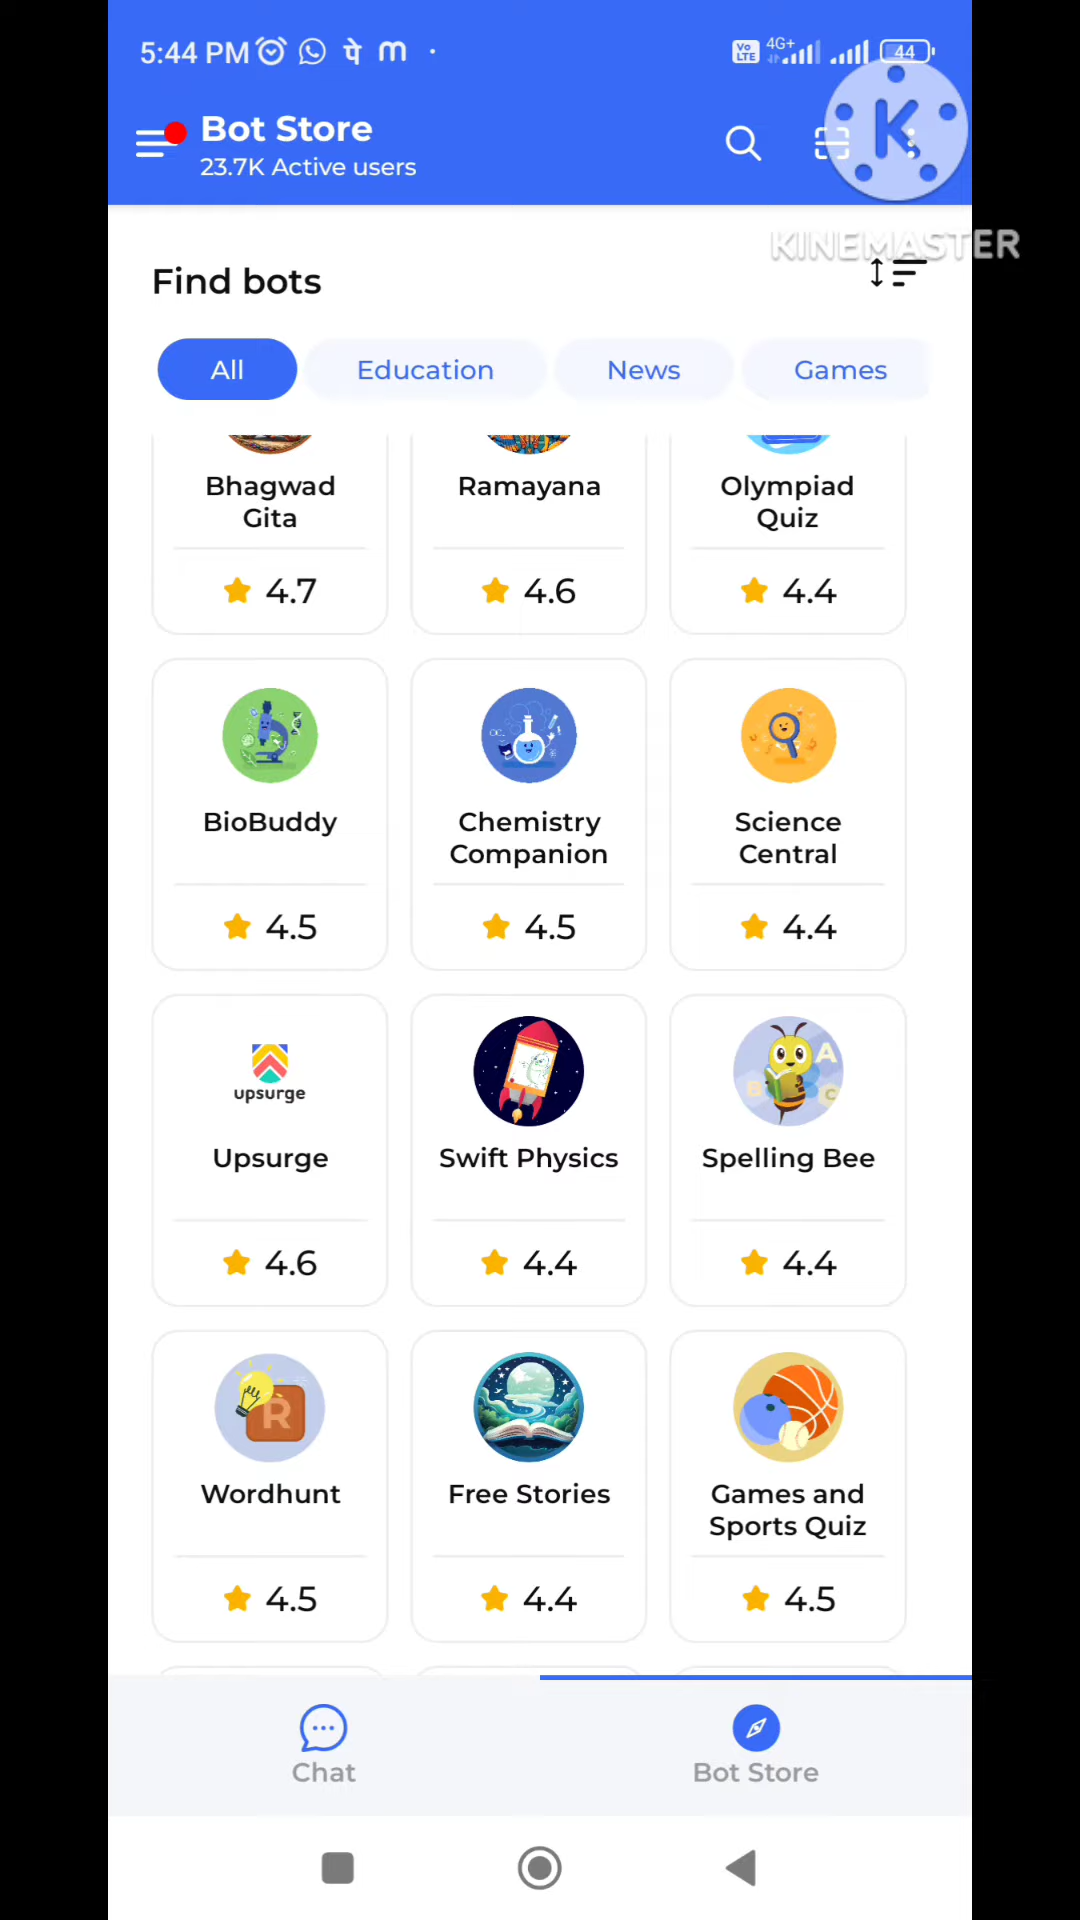 5:44 PM पे m
Vo LTE 4G+ 44
Bot Store
23.7K Active users
K
KINEMASTER
Find bots
All Education News Games
Bhagwad Gita
Ramayana
Olympiad Quiz
4.7 4.6 4.4
BioBuddy
Chemistry Companion
Science Central
4.5 4.5 4.4
upsurge
A
B
C
Upsurge
Swift Physics
Spelling Bee
4.6 4.4 4.4
R
Wordhunt
Free Stories
Games and Sports Quiz
4.5 4.4 4.5
Chat
Bot Store